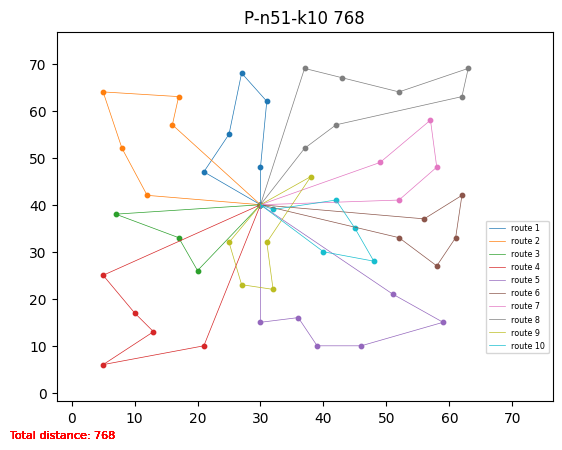 P-n51-k10 768
70
60
50
40
30
20
10
0
0 10 20 30 40 50 60 70
route 1
route 2
route 3
route 4
route 5
route 6
route 7
route 8
route 9
route 10
Total distance: 768